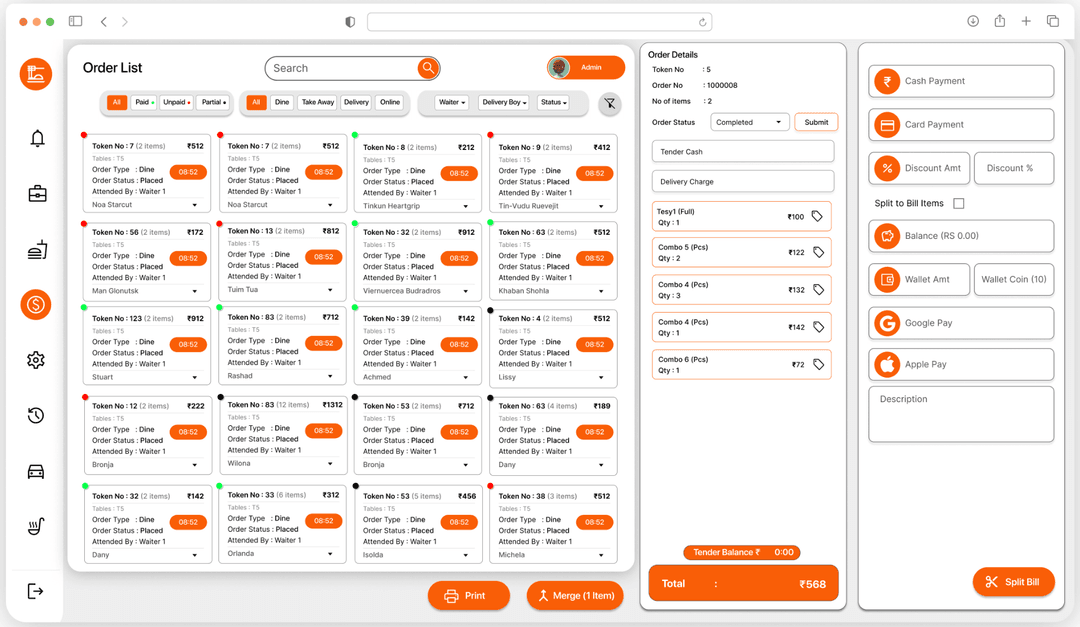 Order List
Search
Admin
All Paid Unpaid Partial
All Dine Take Away Delivery Online
Waiter Delivery Boy Status
Token No : 7 (2 items) ₹512
Tables : T5
Order Type : Dine
08:52
Order Status : Placed
Attended By : Waiter 1
Noa Starcut
Token No : 7 (2 items) ₹512
Tables : T5
Order Type : Dine
08:52
Order Status : Placed
Attended By : Waiter 1
Noa Starcut
Token No : 8 (2 items) ₹212
Tables : T5
Order Type : Dine
08:52
Order Status : Placed
Attended By : Waiter 1
Tinkun Heartgrip
Token No : 9 (2 items) ₹412
Tables : T5
Order Type : Dine
08:52
Order Status : Placed
Attended By : Waiter 1
Tin-Vudu Ruevejit
Token No : 56 (2 items) ₹172
Tables : T5
Order Type : Dine
08:52
Order Status : Placed
Attended By : Waiter 1
Man Glonutsk
Token No : 13 (2 items) ₹812
Tables : T5
Order Type : Dine
08:52
Order Status : Placed
Attended By : Waiter 1
Tuim Tua
Token No : 32 (2 items) ₹912
Tables : T5
Order Type : Dine
08:52
Order Status : Placed
Attended By : Waiter 1
Viernuercea Budradros
Token No : 63 (2 items) ₹512
Tables : T5
Order Type : Dine
08:52
Order Status : Placed
Attended By : Waiter 1
Khaban Shohla
Token No : 123 (2 items) ₹912
Tables : T5
Order Type : Dine
08:52
Order Status : Placed
Attended By : Waiter 1
Stuart
Token No : 83 (2 items) ₹712
Tables : T5
Order Type : Dine
08:52
Order Status : Placed
Attended By : Waiter 1
Rashad
Token No : 39 (2 items) ₹142
Tables : T5
Order Type : Dine
08:52
Order Status : Placed
Attended By : Waiter 1
Achmed
Token No : 4 (2 items) ₹512
Tables : T5
Order Type : Dine
08:52
Order Status : Placed
Attended By : Waiter 1
Lissy
Token No : 12 (2 items) ₹222
Tables : T5
Order Type : Dine
08:52
Order Status : Placed
Attended By : Waiter 1
Bronja
Token No : 83 (12 items) ₹1312
Tables : T5
Order Type : Dine
08:52
Order Status : Placed
Attended By : Waiter 1
Wilona
Token No : 53 (2 items) ₹712
Tables : T5
Order Type : Dine
08:52
Order Status : Placed
Attended By : Waiter 1
Bronja
Token No : 63 (4 items) ₹189
Tables : T5
Order Type : Dine
08:52
Order Status : Placed
Attended By : Waiter 1
Dany
Token No : 32 (2 items) ₹142
Tables : T5
Order Type : Dine
08:52
Order Status : Placed
Attended By : Waiter 1
Dany
Token No : 33 (6 items) ₹312
Tables : T5
Order Type : Dine
08:52
Order Status : Placed
Attended By : Waiter 1
Orlanda
Token No : 53 (5 items) ₹456
Tables : T5
Order Type : Dine
08:52
Order Status : Placed
Attended By : Waiter 1
Isolda
Token No : 38 (3 items) ₹512
Tables : T5
Order Type : Dine
08:52
Order Status : Placed
Attended By : Waiter 1
Michela
Print
Merge (1 Item)
Order Details
Token No : 5
Order No : 1000008
No of items : 2
Order Status Completed Submit
Tender Cash
Delivery Charge
Tesy1 (Full)
₹100
Qty : 1
Combo 5 (Pcs)
₹122
Qty : 2
Combo 4 (Pcs)
₹132
Qty : 3
Combo 4 (Pcs)
₹142
Qty : 1
Combo 6 (Pcs)
₹72
Qty : 1
Tender Balance ₹ 0:00
Total : ₹568
Cash Payment
Card Payment
Discount Amt Discount %
Split to Bill Items
Balance (RS 0.00)
Wallet Amt Wallet Coin (10)
Google Pay
Apple Pay
Description
Split Bill